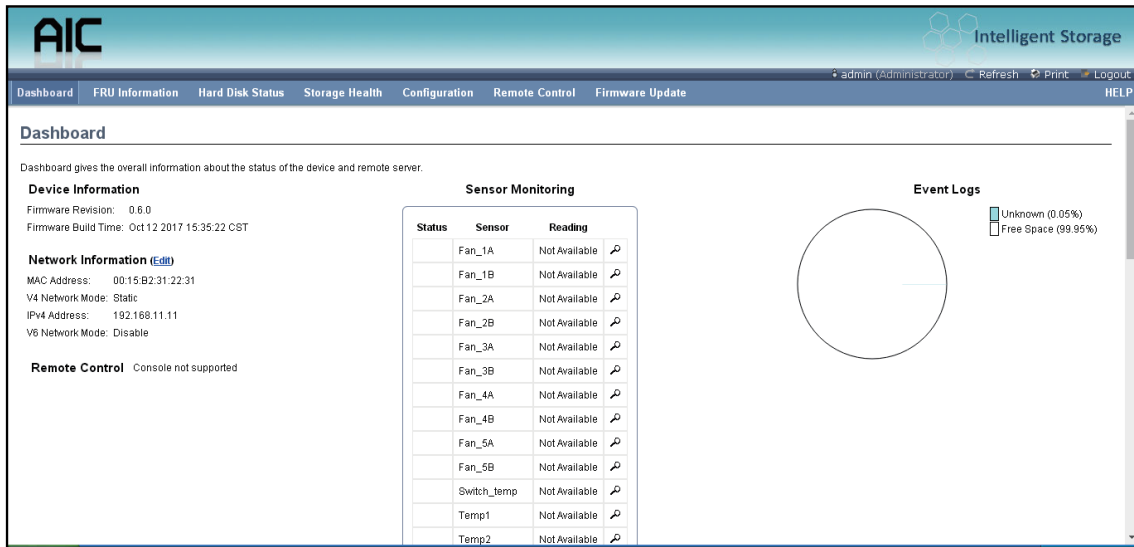 AIC
Intelligent Storage
admin (Administrator) Refresh Print Logout
Dashboard FRU Information Hard Disk Status Storage Health Configuration Remote Control Firmware Update HELP
Dashboard
Dashboard gives the overall information about the status of the device and remote server.
Device Information
Firmware Revision: 0.6.0
Firmware Build Time: Oct 12 2017 15:35:22 CST
Network Information (Edit)
MAC Address: 00:15:B2:31:22:31
V4 Network Mode: Static
IPv4 Address: 192.168.11.11
V6 Network Mode: Disable
Remote Control Console not supported
Sensor Monitoring
Status Sensor Reading
Fan_1A Not Available
Fan_1B Not Available
Fan_2A Not Available
Fan_2B Not Available
Fan_3A Not Available
Fan_3B Not Available
Fan_4A Not Available
Fan_4B Not Available
Fan_5A Not Available
Fan_5B Not Available
Switch_temp Not Available
Temp1 Not Available
Temp2 Not Available
Event Logs
Unknown (0.05%)
Free Space (99.95%)